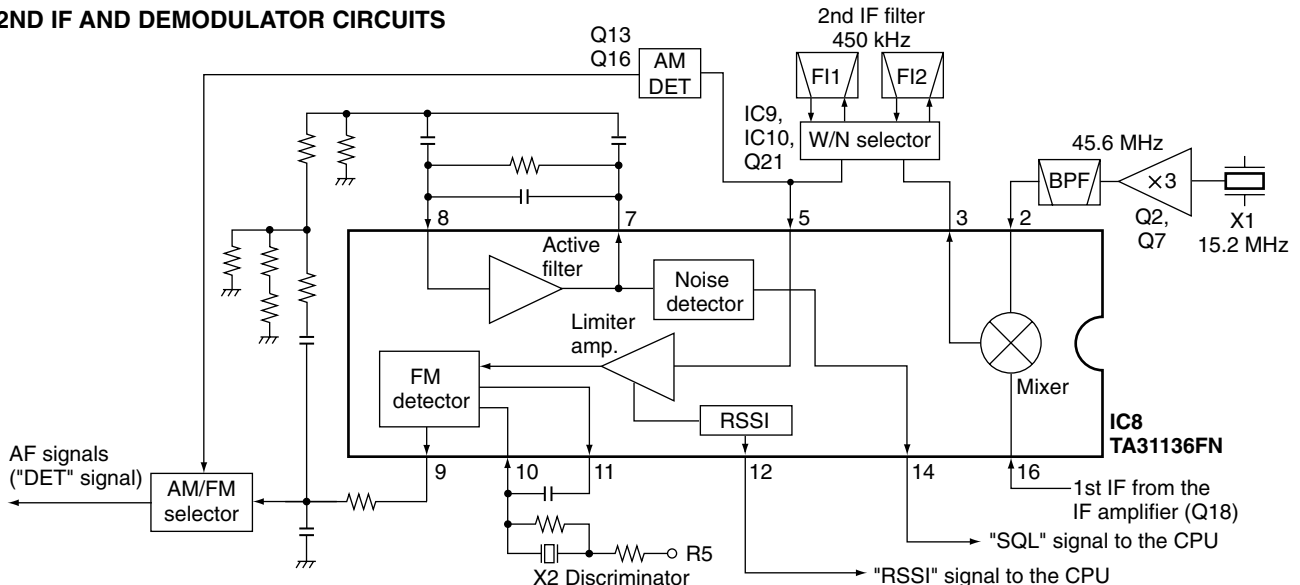 2ND IF AND DEMODULATOR CIRCUITS
2nd IF filter
450 kHz
Q13
Q16
AM
DET
FI1
FI2
IC9,
IC10,
Q21
W/N selector
45.6 MHz
BPF
×3
Q2,
Q7
X1
15.2 MHz
8
7
5
3
2
Active
filter
Noise
detector
Limiter
amp.
FM
detector
RSSI
Mixer
IC8
TA31136FN
9
10
11
12
14
16
AF signals
("DET" signal)
AM/FM
selector
1st IF from the
IF amplifier (Q18)
"SQL" signal to the CPU
R5
X2 Discriminator
"RSSI" signal to the CPU